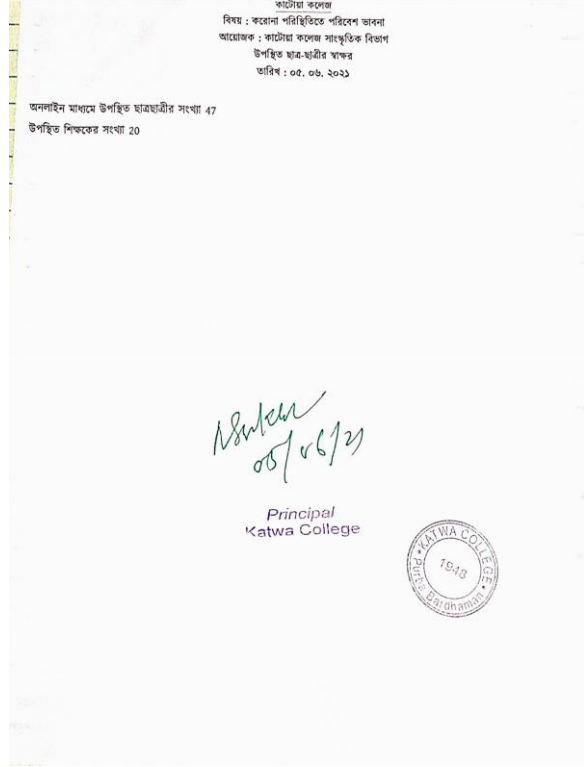 কাটোয়া কলেজ
বিষয় : করোনা পরিস্থিতিতে পরিবেশ ভাবনা
আয়োজক : কাটোয়া কলেজ সাংস্কৃতিক বিভাগ
উপস্থিত ছাত্র-ছাত্রীর স্বাক্ষর
তারিখ : ০৫. ০৬. ২০২১
অনলাইন মাধ্যমে উপস্থিত ছাত্রছাত্রীর সংখ্যা 47
উপস্থিত শিক্ষকের সংখ্যা 20
05/06/21
Principal
Katwa College
KATWA COLLEGE
1948
Purba Bardhaman